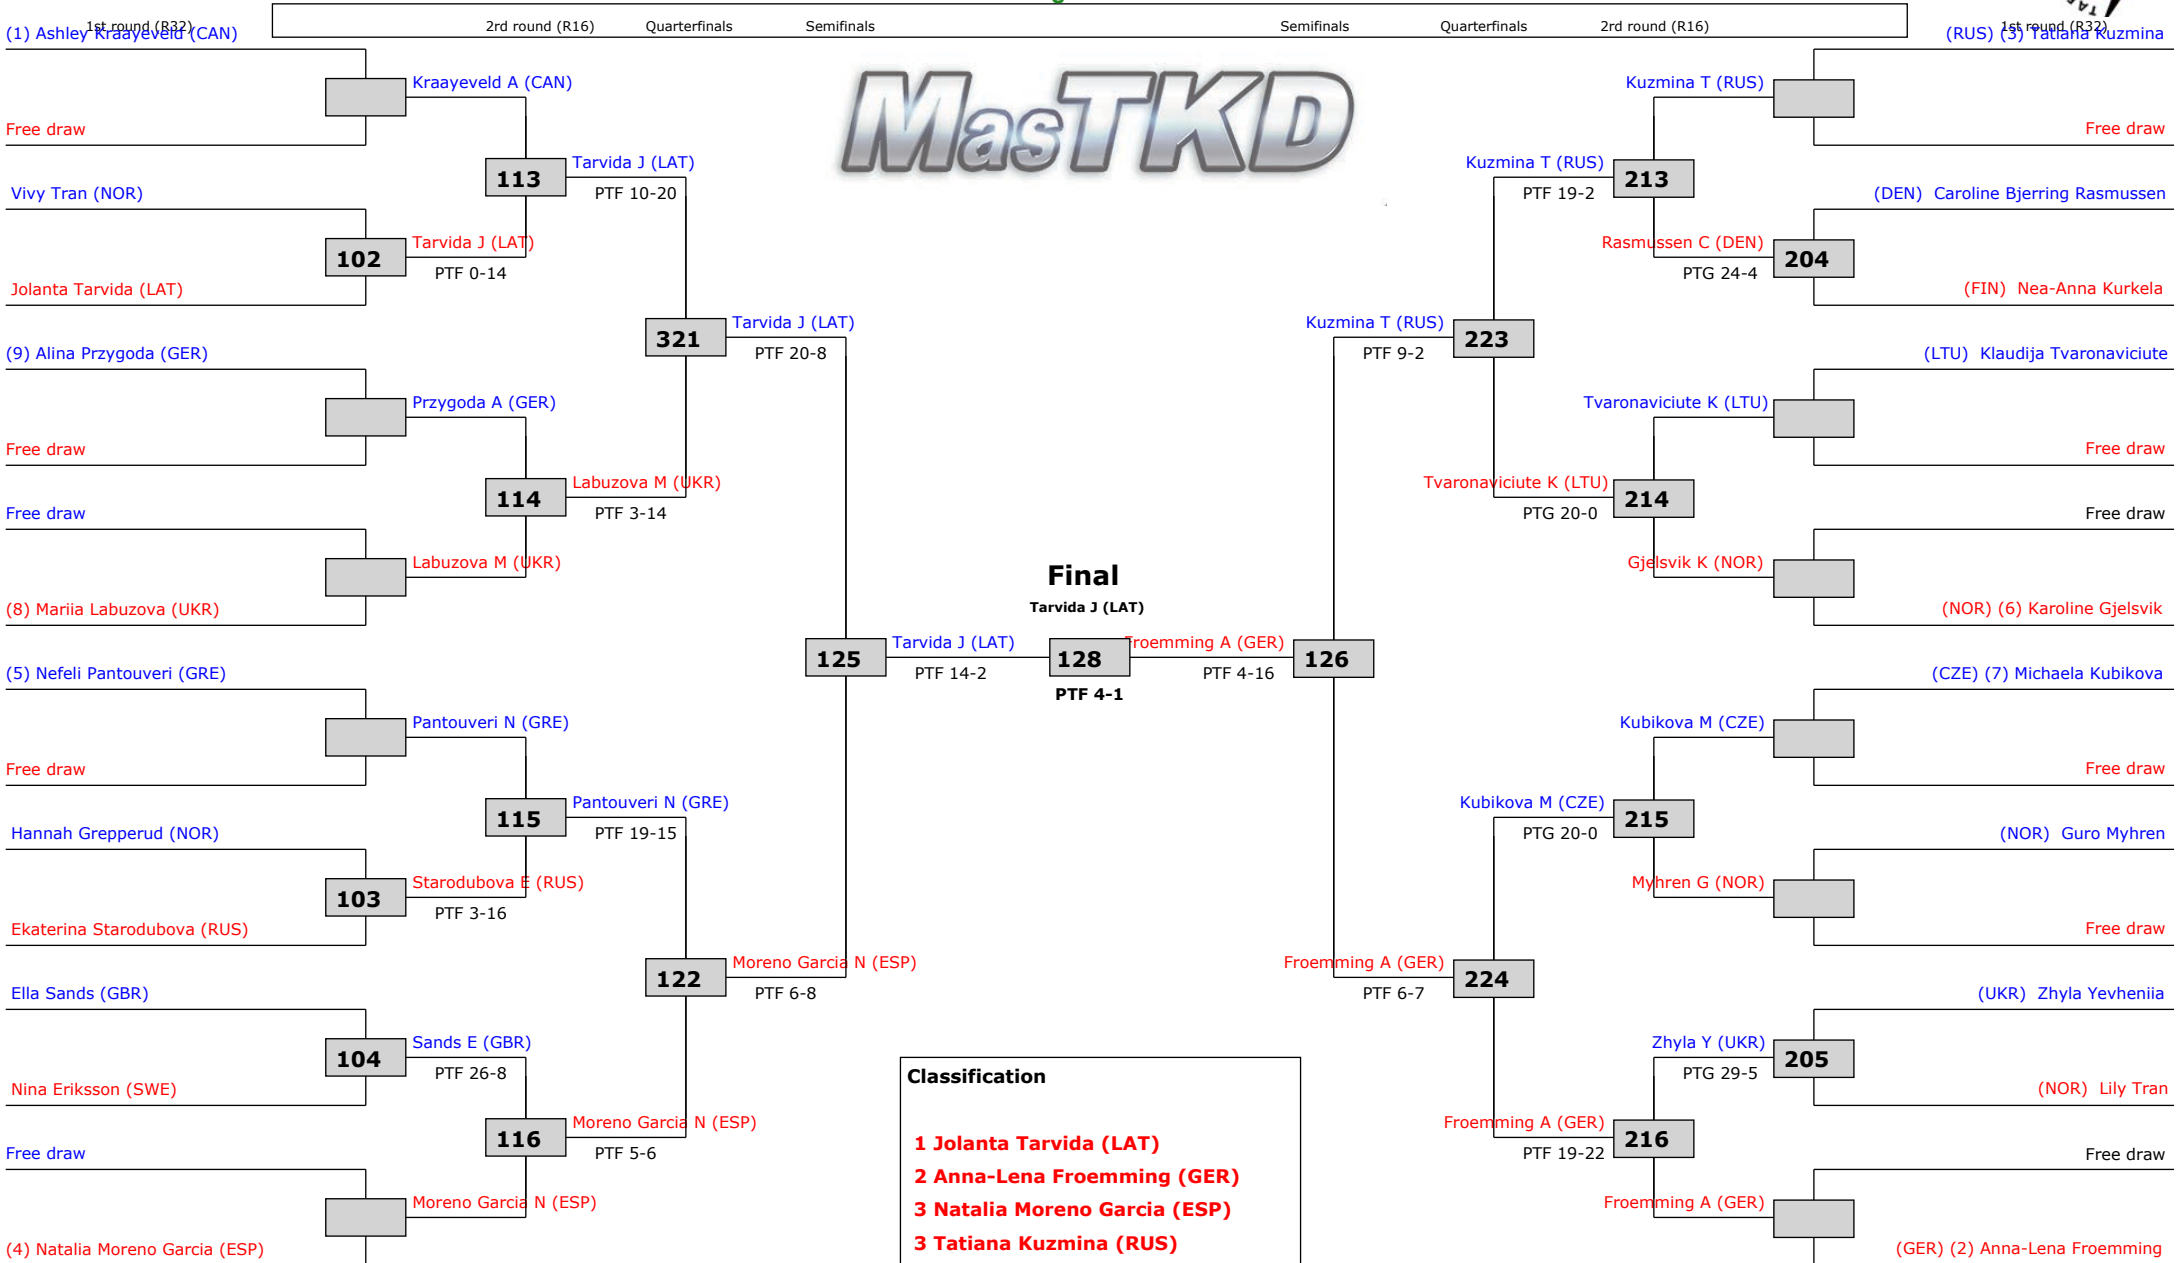 1st round (R32)
2rd round (R16)
Quarterfinals
Semifinals
Semifinals
Quarterfinals
2rd round (R16)
1st round (R32)
(1) Ashley Kraayeveld (CAN)
Kraayeveld A (CAN)
Free draw
113
Tarvida J (LAT)
PTF 10-20
Vivy Tran (NOR)
102
Tarvida J (LAT)
PTF 0-14
Jolanta Tarvida (LAT)
321
Tarvida J (LAT)
PTF 20-8
(9) Alina Przygoda (GER)
Przygoda A (GER)
Free draw
114
Labuzova M (UKR)
PTF 3-14
Free draw
Labuzova M (UKR)
(8) Mariia Labuzova (UKR)
125
Tarvida J (LAT)
PTF 14-2
(5) Nefeli Pantouveri (GRE)
Pantouveri N (GRE)
Free draw
115
Pantouveri N (GRE)
PTF 19-15
Hannah Grepperud (NOR)
103
Starodubova E (RUS)
PTF 3-16
Ekaterina Starodubova (RUS)
122
Moreno Garcia N (ESP)
PTF 6-8
Ella Sands (GBR)
104
Sands E (GBR)
PTF 26-8
Nina Eriksson (SWE)
116
Moreno Garcia N (ESP)
PTF 5-6
Free draw
Moreno Garcia N (ESP)
(4) Natalia Moreno Garcia (ESP)
MasTKD
Final
Tarvida J (LAT)
128
PTF 4-1
Classification
1 Jolanta Tarvida (LAT)
2 Anna-Lena Froemming (GER)
3 Natalia Moreno Garcia (ESP)
3 Tatiana Kuzmina (RUS)
(RUS) (3) Tatiana Kuzmina
Kuzmina T (RUS)
Free draw
Kuzmina T (RUS)
213
PTF 19-2
(DEN) Caroline Bjerring Rasmussen
Rasmussen C (DEN)
204
PTG 24-4
(FIN) Nea-Anna Kurkela
Kuzmina T (RUS)
223
PTF 9-2
(LTU) Klaudija Tvaronaviciute
Tvaronaviciute K (LTU)
Free draw
Tvaronaviciute K (LTU)
214
PTG 20-0
Free draw
Gjelsvik K (NOR)
(NOR) (6) Karoline Gjelsvik
Froemming A (GER)
126
PTF 4-16
(CZE) (7) Michaela Kubikova
Kubikova M (CZE)
Free draw
Kubikova M (CZE)
215
PTG 20-0
(NOR) Guro Myhren
Myhren G (NOR)
Free draw
Froemming A (GER)
224
PTF 6-7
(UKR) Zhyla Yevheniia
Zhyla Y (UKR)
205
PTG 29-5
(NOR) Lily Tran
Froemming A (GER)
216
PTF 19-22
Free draw
Froemming A (GER)
(GER) (2) Anna-Lena Froemming